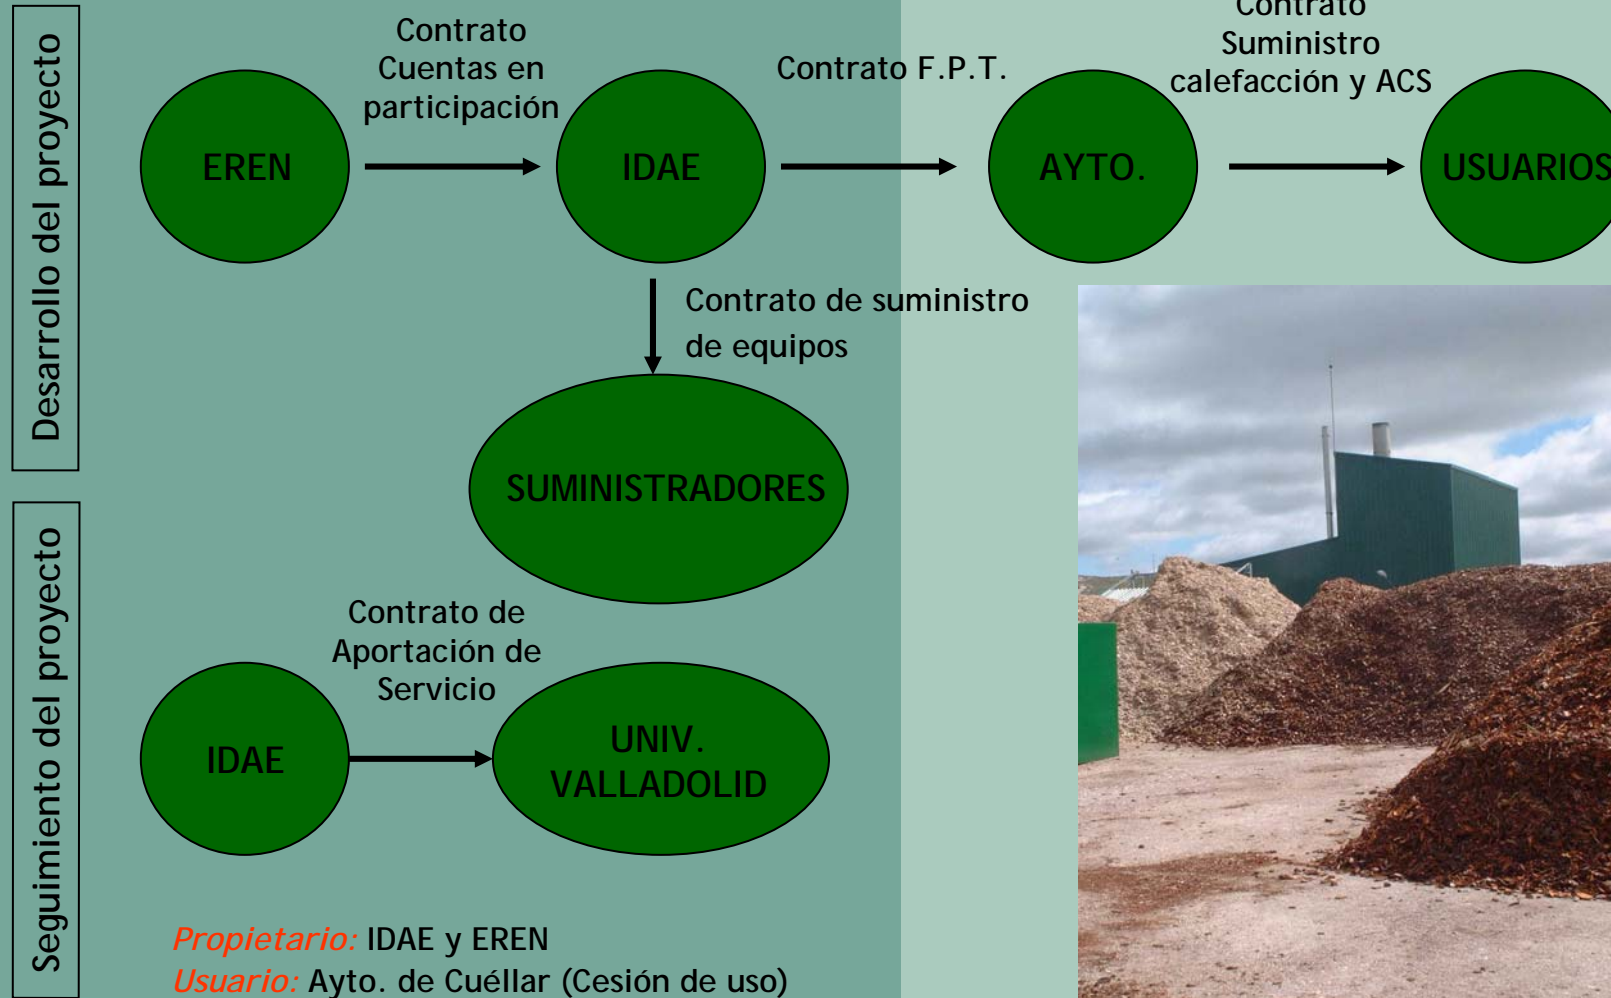 Desarrollo del proyecto
Contrato
Cuentas en
participación
Contrato F.P.T.
Contrato
Suministro
calefacción y ACS
EREN
IDAE
AYTO.
USUARIOS
Contrato de suministro
de equipos
SUMINISTRADORES
Seguimiento del proyecto
Contrato de
Aportación de
Servicio
IDAE
UNIV.
VALLADOLID
Propietario: IDAE y EREN
Usuario: Ayto. de Cuéllar (Cesión de uso)